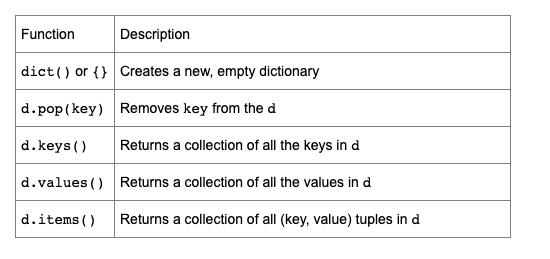 Function Description
dict() or {} Creates a new, empty dictionary
d.pop(key) Removes key from the d
d.keys() Returns a collection of all the keys in d
d.values() Returns a collection of all the values in d
d.items() Returns a collection of all (key, value) tuples in d